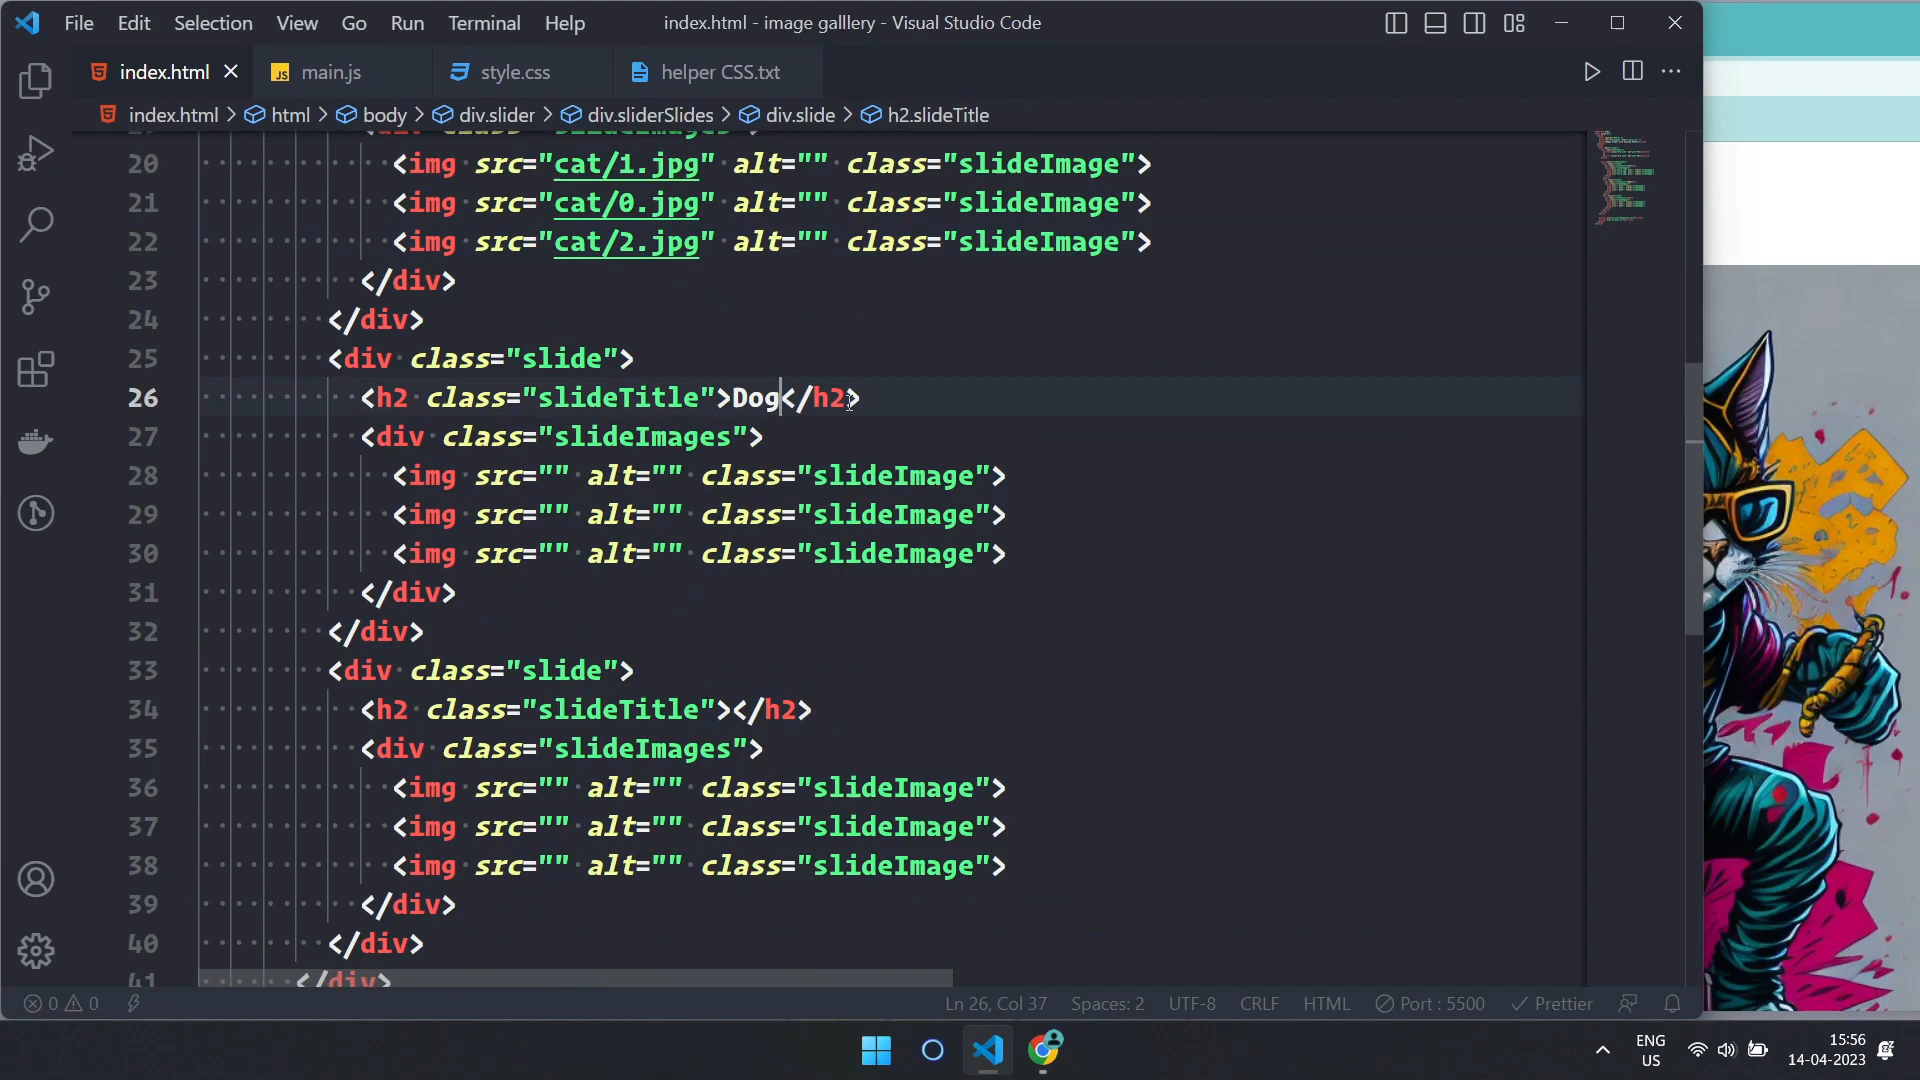 File Edit Selection View Go Run Terminal Help index.html - image galllery - Visual Studio Code
index.html JS main.js style.css helper CSS.txt
index.html > html > body > div.slider > div.sliderSlides > div.slide > h2.slideTitle
20 <img src="cat/1.jpg" alt="" class="slideImage">
21 <img src="cat/0.jpg" alt="" class="slideImage">
22 <img src="cat/2.jpg" alt="" class="slideImage">
23 </div>
24 </div>
25 <div class="slide">
26 <h2 class="slideTitle">Dog</h2>
27 <div class="slideImages">
28 <img src="" alt="" class="slideImage">
29 <img src="" alt="" class="slideImage">
30 <img src="" alt="" class="slideImage">
31 </div>
32 </div>
33 <div class="slide">
34 <h2 class="slideTitle"></h2>
35 <div class="slideImages">
36 <img src="" alt="" class="slideImage">
37 <img src="" alt="" class="slideImage">
38 <img src="" alt="" class="slideImage">
39 </div>
40 </div>
41 </div>
0 0 Ln 26, Col 37 Spaces: 2 UTF-8 CRLF HTML Port : 5500 Prettier
ENG 15:56
US 14-04-2023